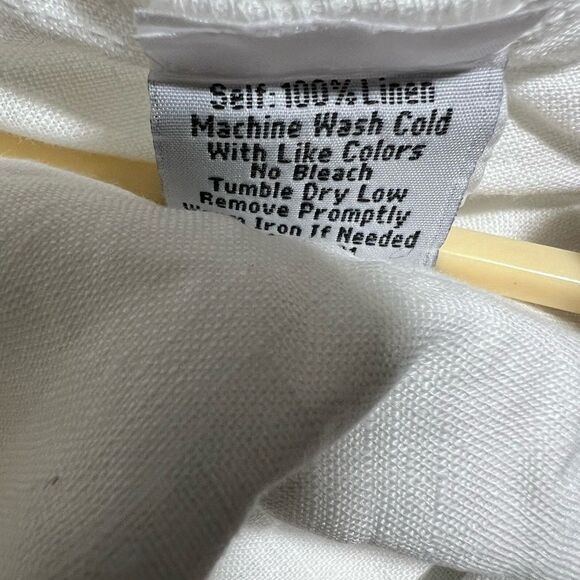 Self: 100% Linen
Machine Wash Cold
With Like Colors
No Bleach
Tumble Dry Low
Remove Promptly
Iron If Needed